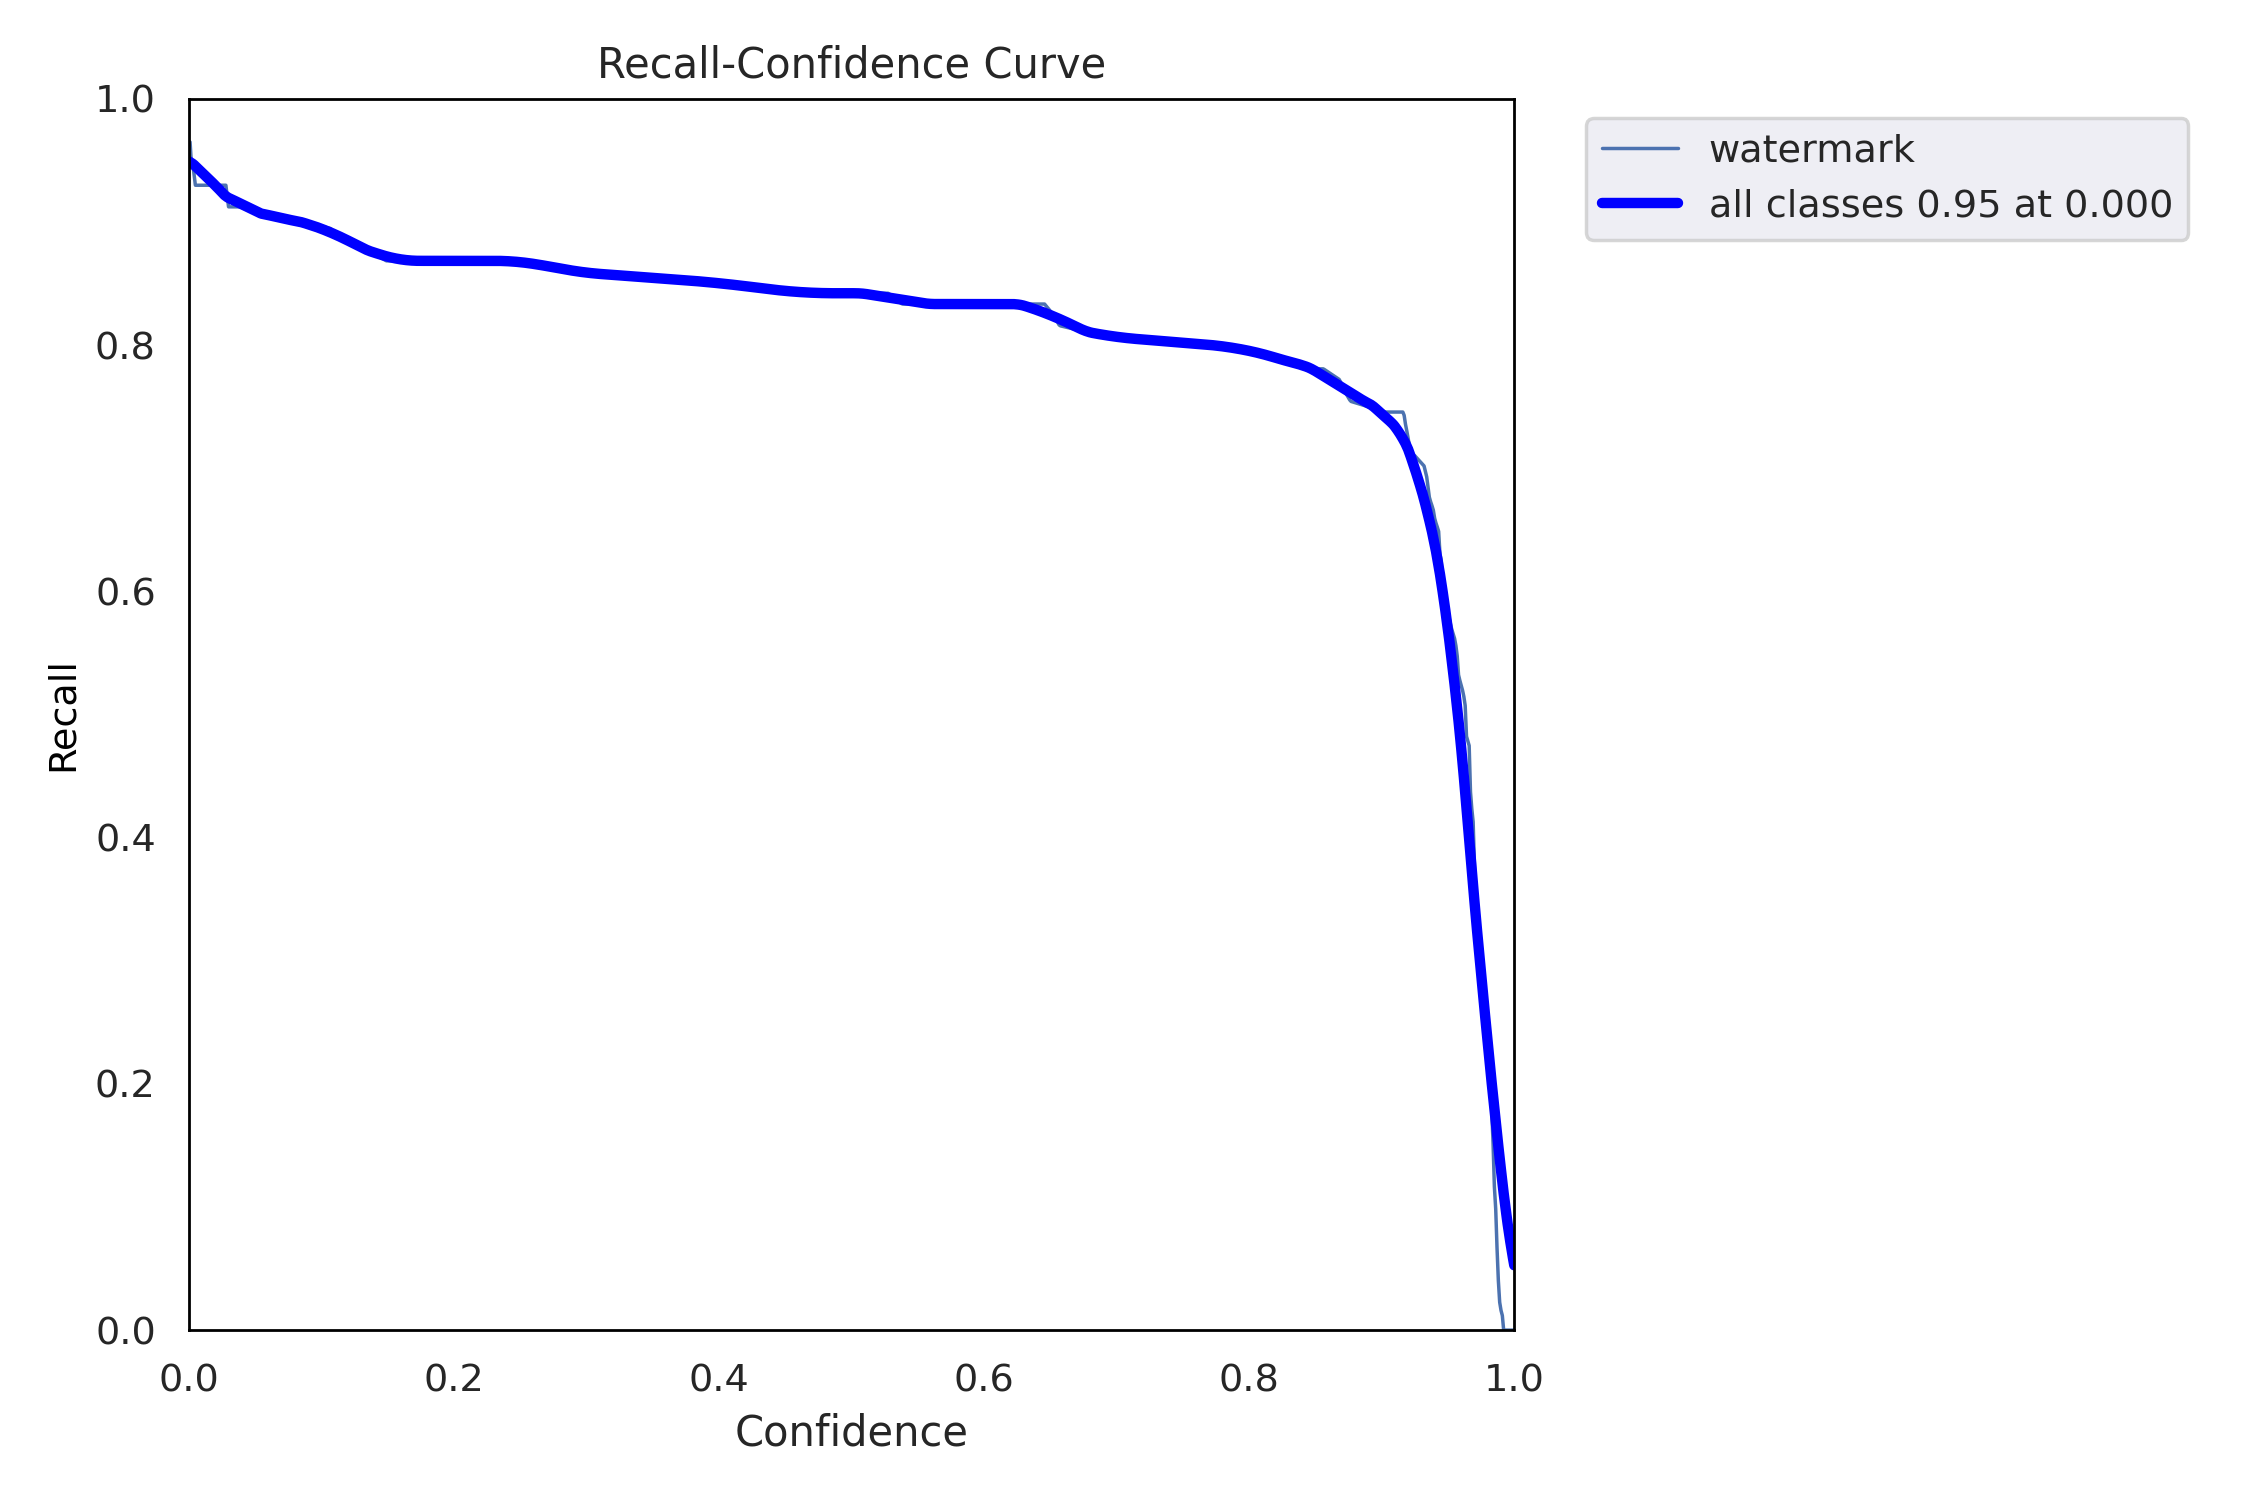 Recall-Confidence Curve
1.0
0.8
0.6
0.4
0.2
0.0
Recall
0.0 0.2 0.4 0.6 0.8 1.0
Confidence
watermark
all classes 0.95 at 0.000